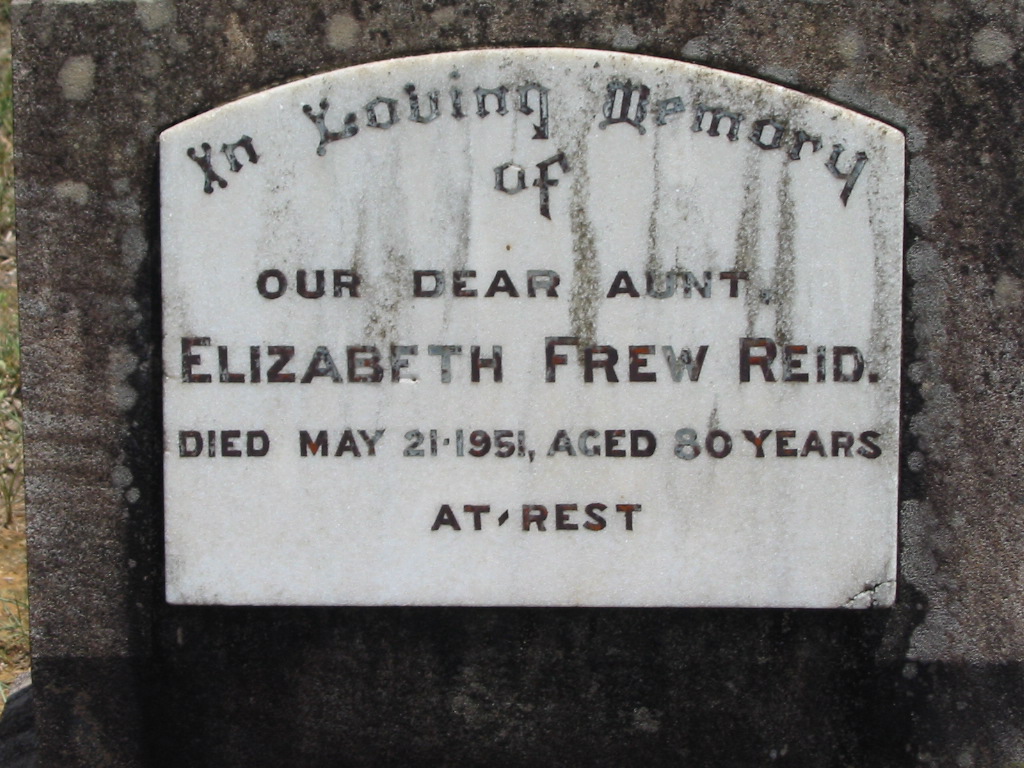 In Loving Memory
of
OUR DEAR AUNT,
ELIZABETH FREW REID.
DIED MAY 21·1951, AGED 80 YEARS
AT·REST